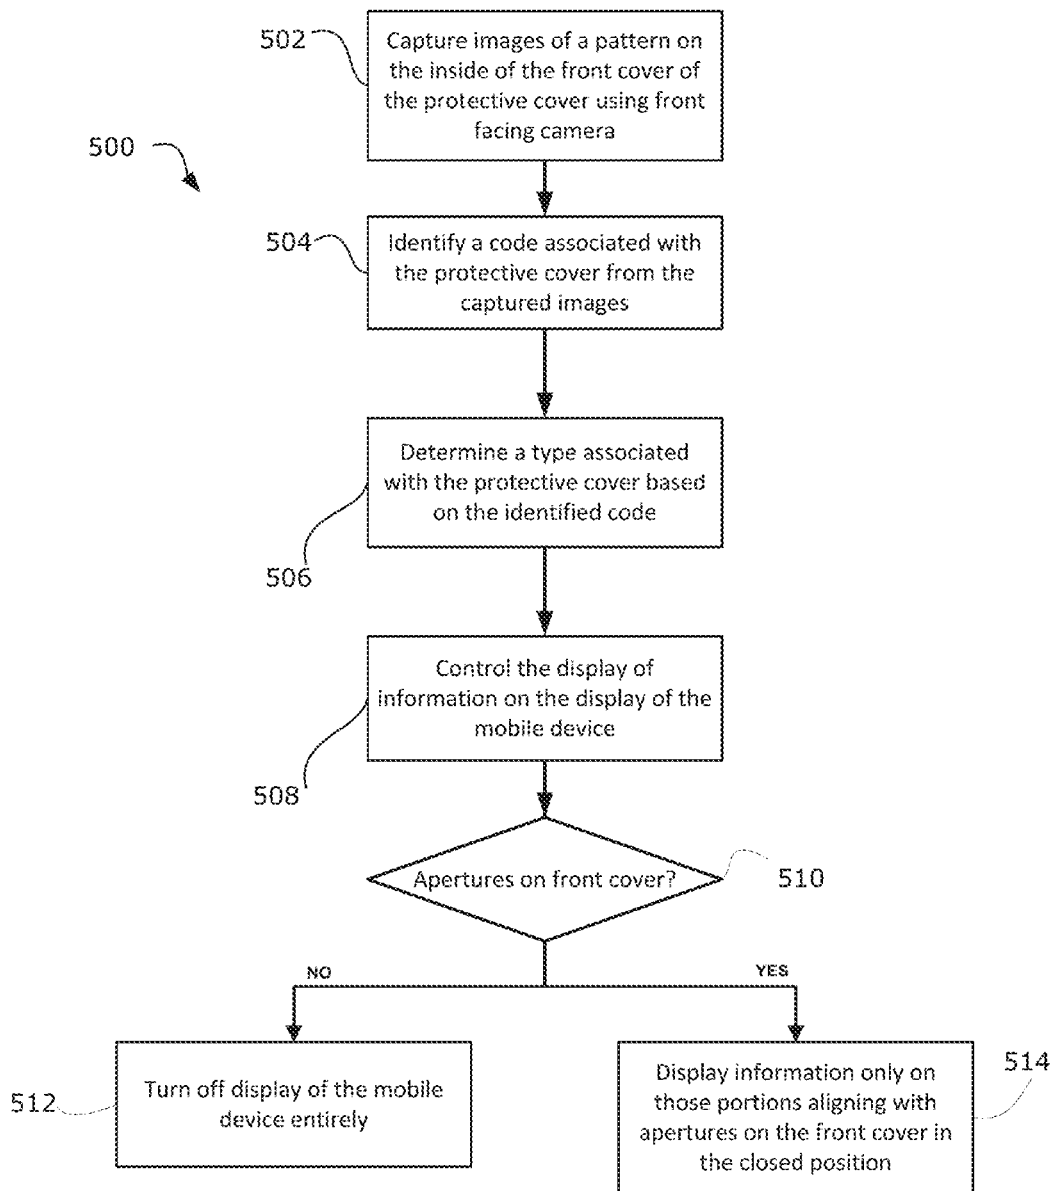 502
Capture images of a pattern on
the inside of the front cover of
the protective cover using front
facing camera
500
504
Identify a code associated with
the protective cover from the
captured images
Determine a type associated
with the protective cover based
on the identified code
506
Control the display of
information on the display of the
mobile device
508
Apertures on front cover?
510
NO
YES
512
Turn off display of the mobile
device entirely
Display information only on
those portions aligning with
apertures on the front cover in
the closed position
514